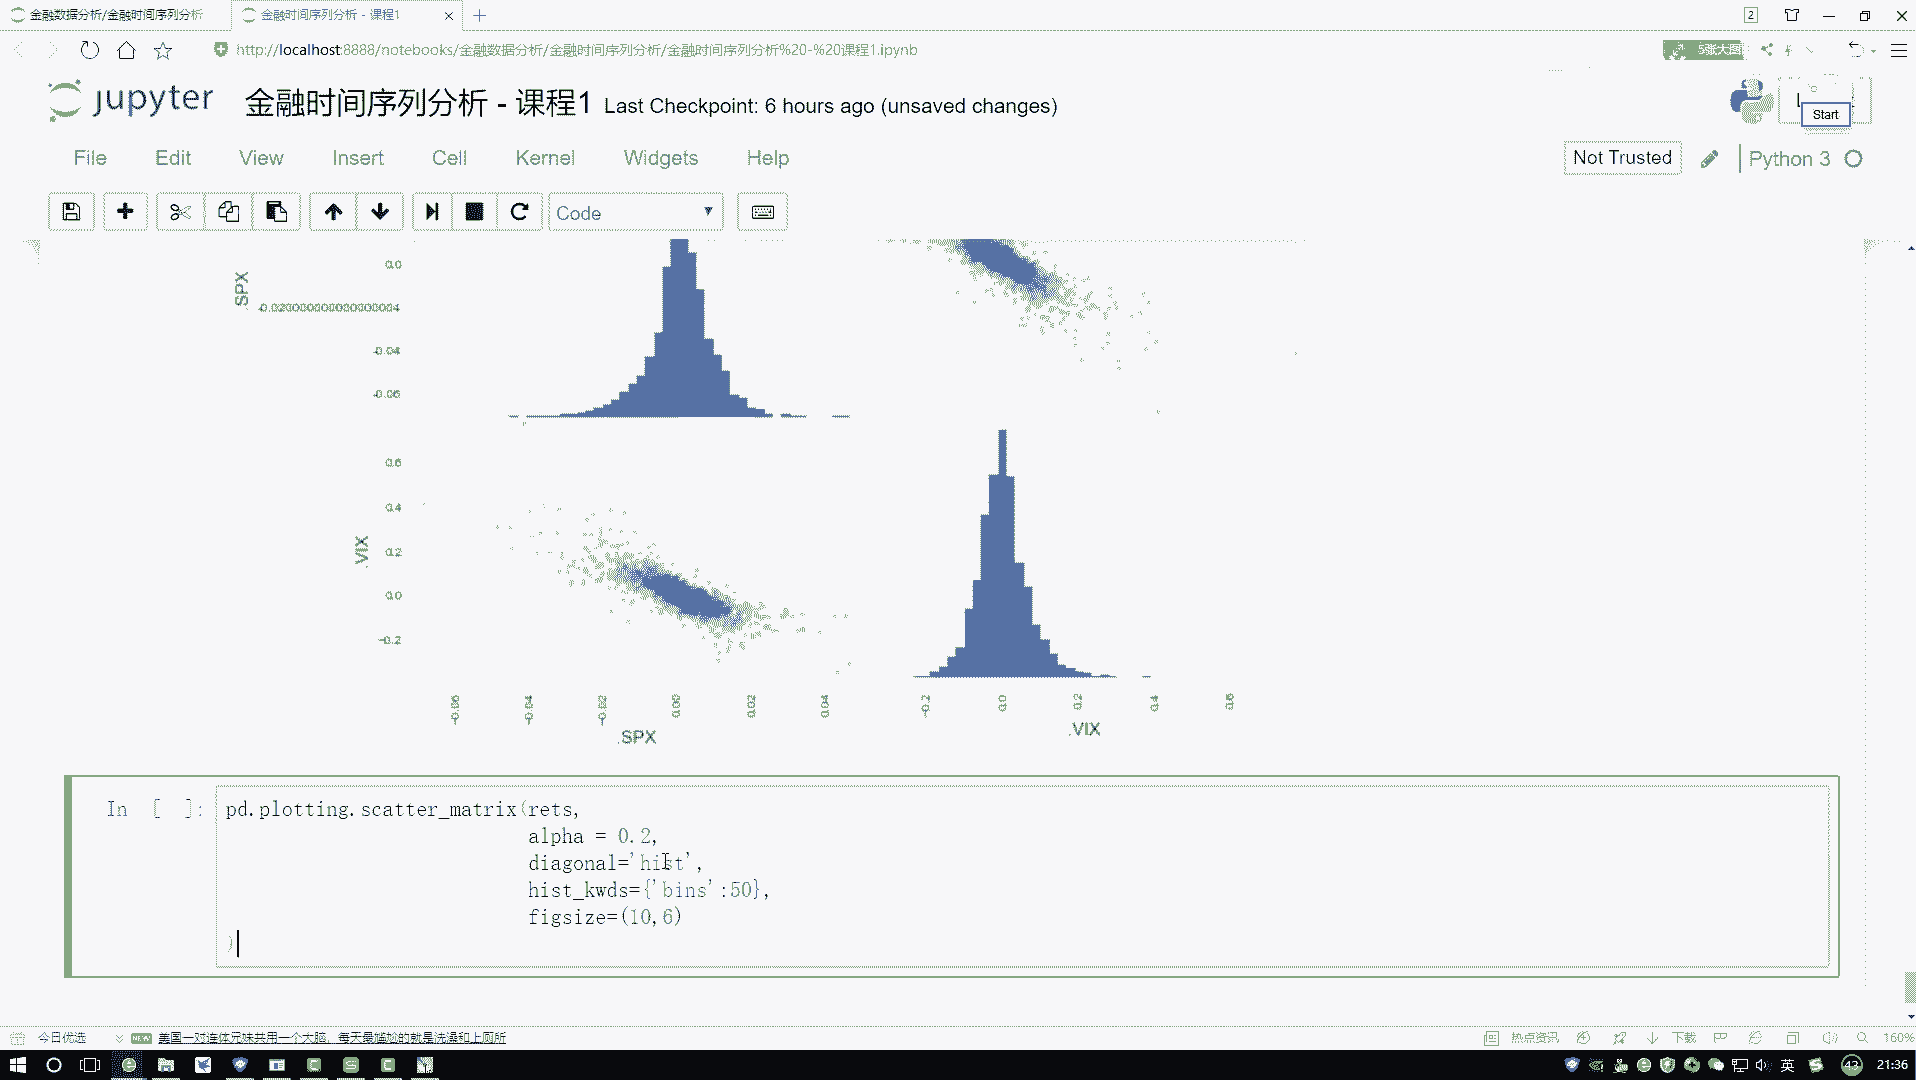 金融数据分析/金融时间序列分析
金融时间序列分析 - 课程1
2
http://localhost:8888/notebooks/金融数据分析/金融时间序列分析/金融时间序列分析%20-%20课程1.ipynb
5张大图
jupyter
金融时间序列分析 - 课程1 Last Checkpoint: 6 hours ago (unsaved changes)
Start
File Edit View Insert Cell Kernel Widgets Help
Not Trusted
Python 3
Code
.SPX
0.0
-0.020000000000000004
-0.04
-0.06
.VIX
0.6
0.4
0.2
0.0
-0.2
-0.06 -0.04 -0.02 0.00 0.02 0.04
-0.2 0.0 0.2 0.4 0.6
.SPX
.VIX
In [ ]: pd.plotting.scatter_matrix(rets,
alpha = 0.2,
diagonal='hist',
hist_kwds={'bins':50},
figsize=(10,6)
)
今日优选
NEW
美国一对连体兄妹共用一个大脑，每天最尴尬的就是洗澡和上厕所
热点资讯
下载
160%
英
43
21:36